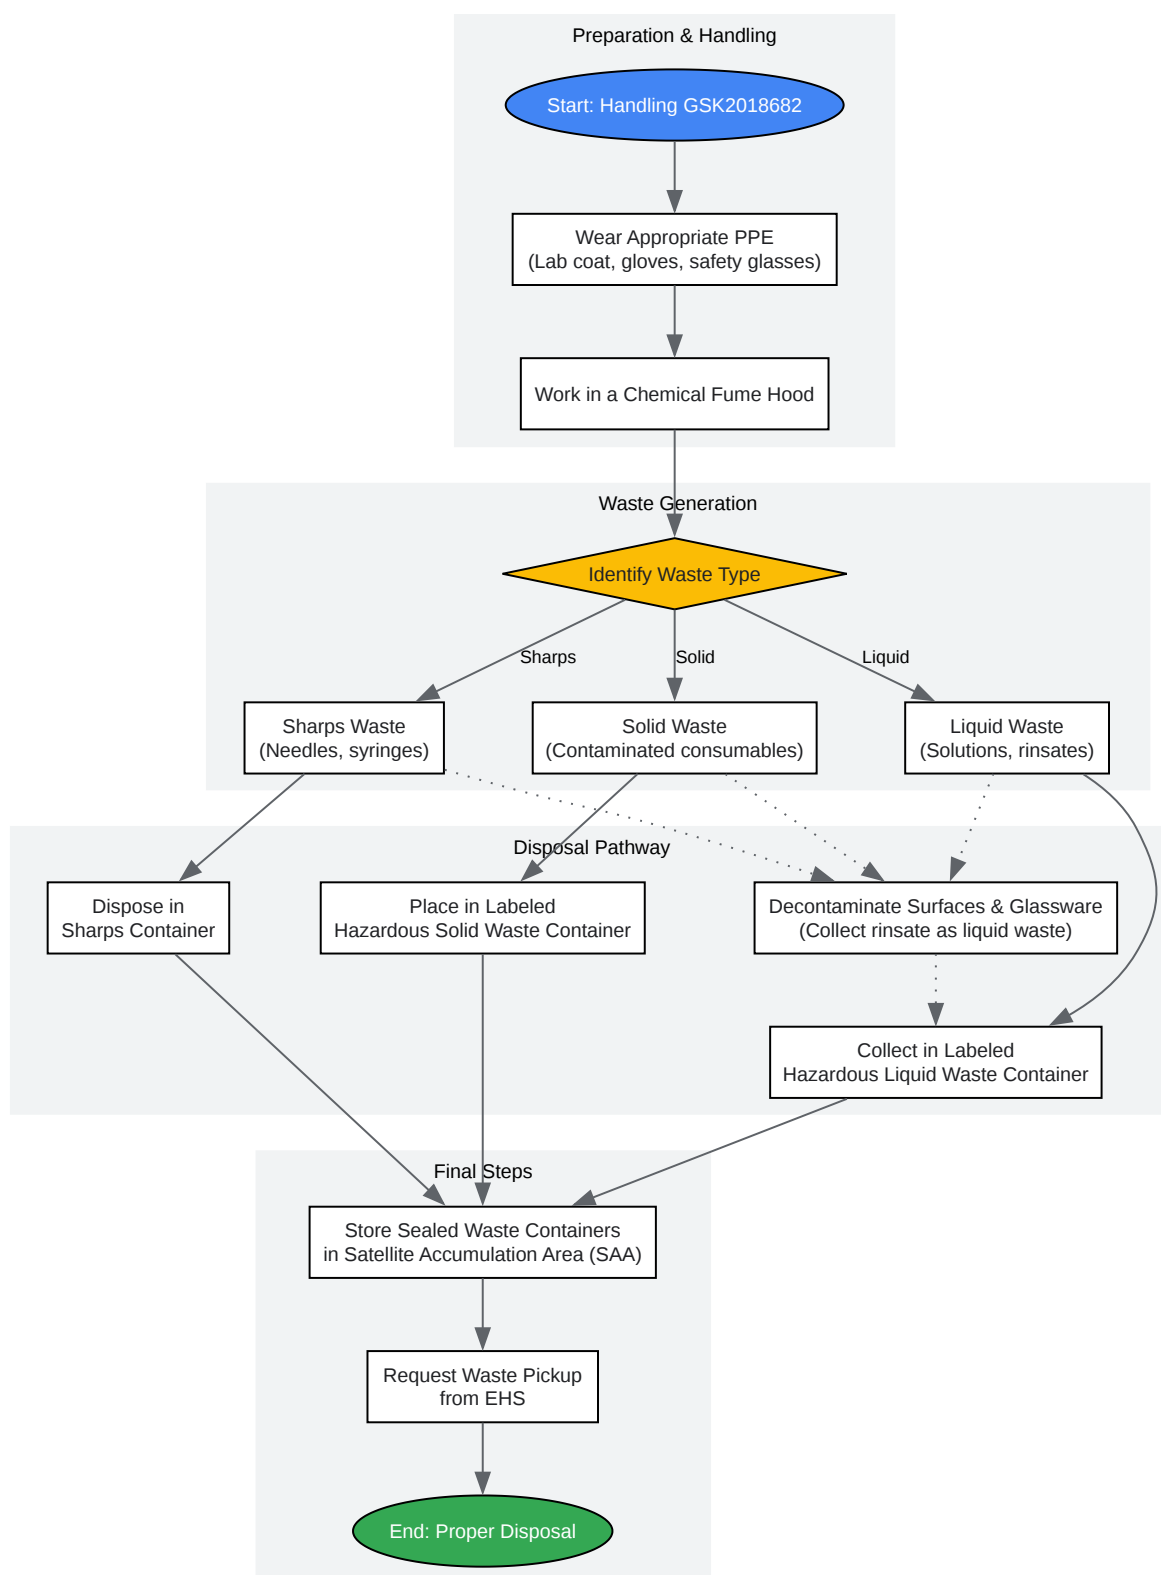 Preparation & Handling
Start: Handling GSK2018682
Wear Appropriate PPE
(Lab coat, gloves, safety glasses)
Work in a Chemical Fume Hood
Waste Generation
Identify Waste Type
Sharps
Solid
Liquid
Sharps Waste
(Needles, syringes)
Solid Waste
(Contaminated consumables)
Liquid Waste
(Solutions, rinsates)
Disposal Pathway
Dispose in
Sharps Container
Place in Labeled
Hazardous Solid Waste Container
Decontaminate Surfaces & Glassware
(Collect rinsate as liquid waste)
Collect in Labeled
Hazardous Liquid Waste Container
Final Steps
Store Sealed Waste Containers
in Satellite Accumulation Area (SAA)
Request Waste Pickup
from EHS
End: Proper Disposal